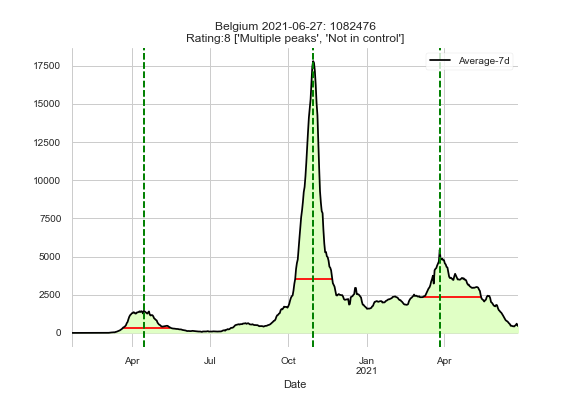 Belgium 2021-06-27: 1082476
Rating:8 ['Multiple peaks', 'Not in control']
Average-7d
17500
15000
12500
10000
7500
5000
2500
0
Apr Jul Oct Jan Apr
2021
Date